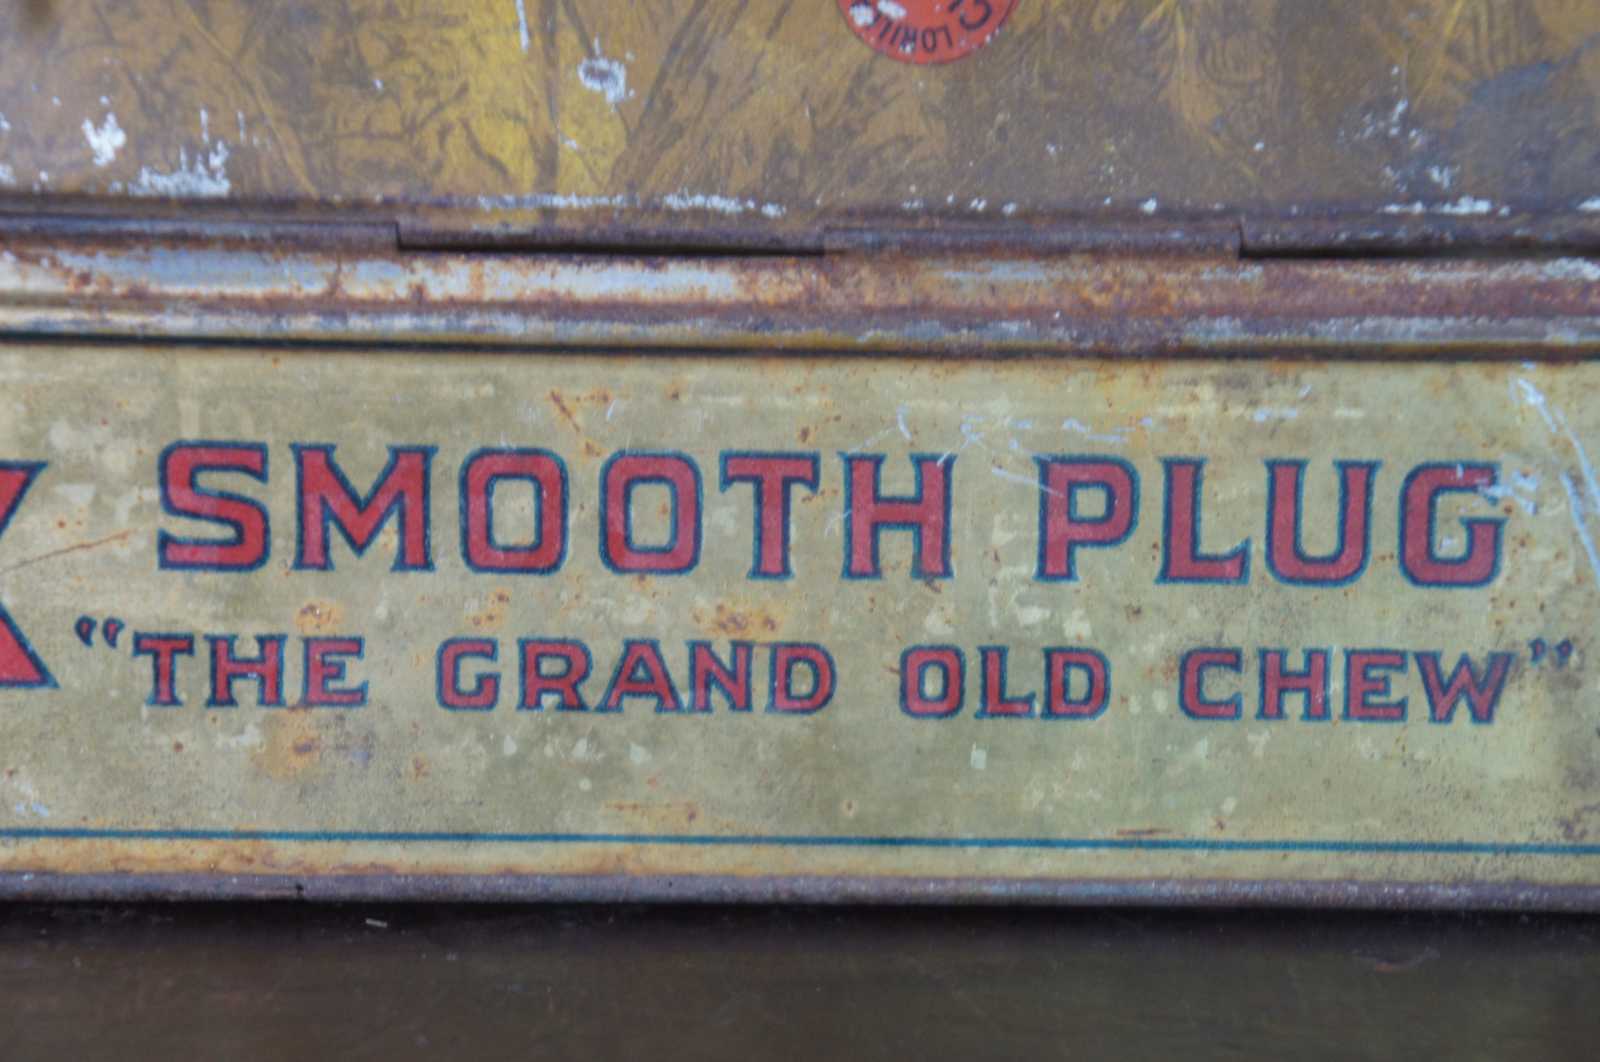 SMOOTH PLUG
"THE GRAND OLD CHEW"